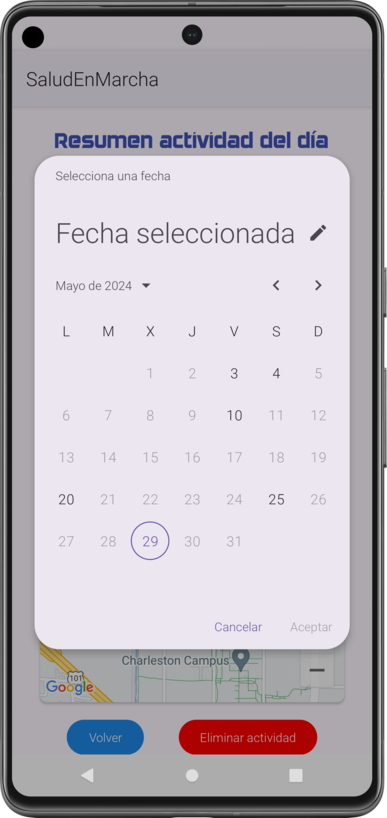 SaludEnMarcha
Resumen actividad del día
Selecciona una fecha
Fecha seleccionada
Mayo de 2024
L M X J V S D
1 2 3 4 5
6 7 8 9 10 11 12
13 14 15 16 17 18 19
20 21 22 23 24 25 26
27 28 29 30 31
Cancelar Aceptar
Charleston Campus
101
Google
Volver Eliminar actividad